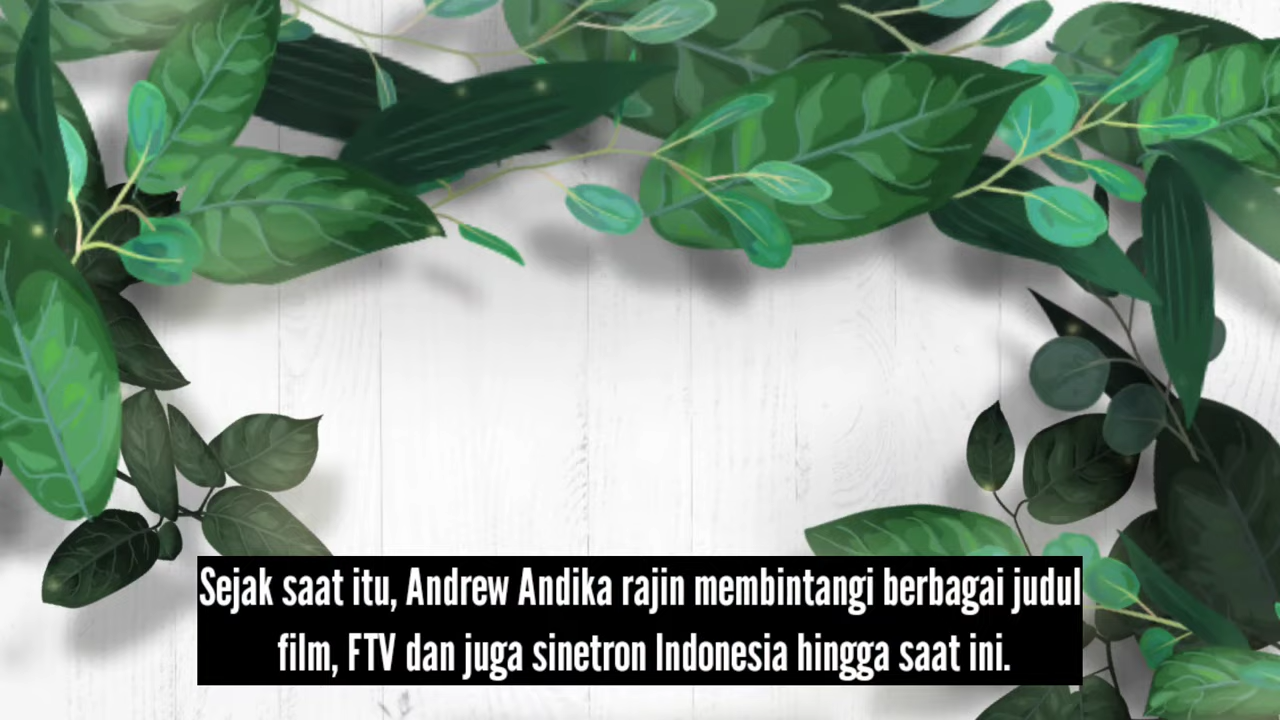 Sejak saat itu, Andrew Andika rajin membintangi berbagai judul
film, FTV dan juga sinetron Indonesia hingga saat ini.